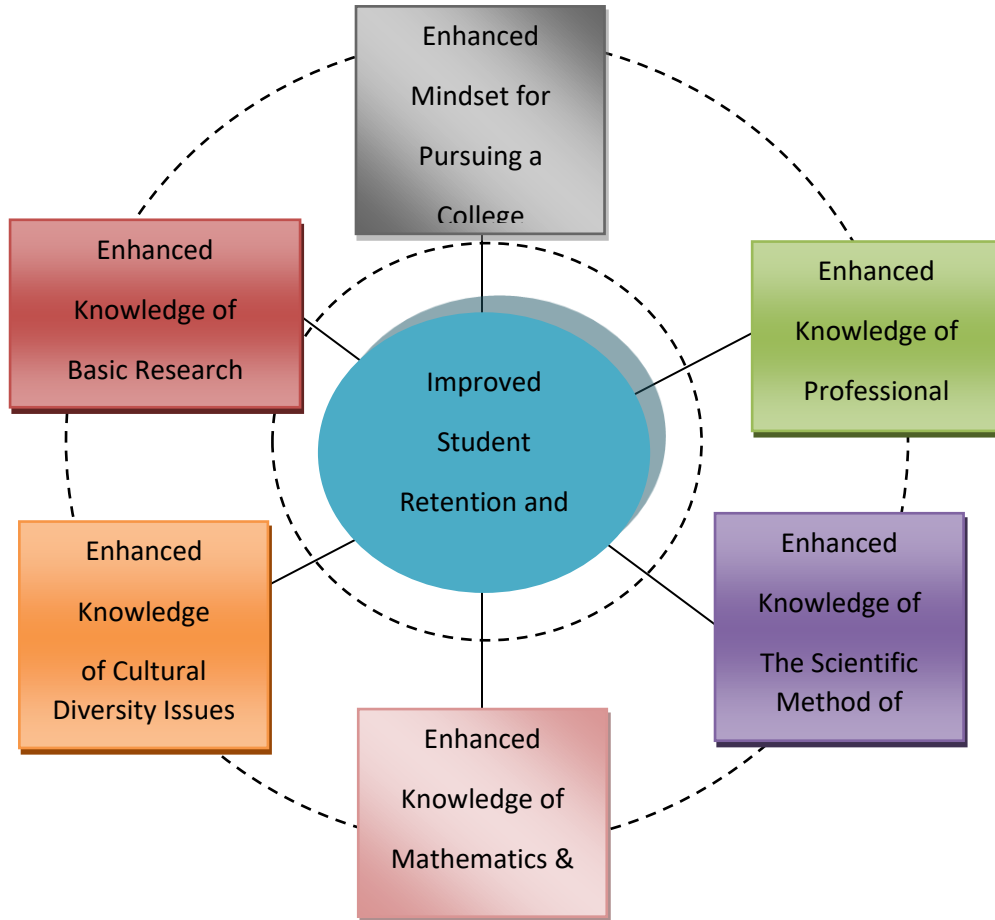 Enhanced
Mindset for
Pursuing a
College
Enhanced
Knowledge of
Basic Research
Enhanced
Knowledge of
Professional
Improved
Student
Retention and
Enhanced
Knowledge
of Cultural
Diversity Issues
Enhanced
Knowledge of
The Scientific
Method of
Enhanced
Knowledge of
Mathematics &